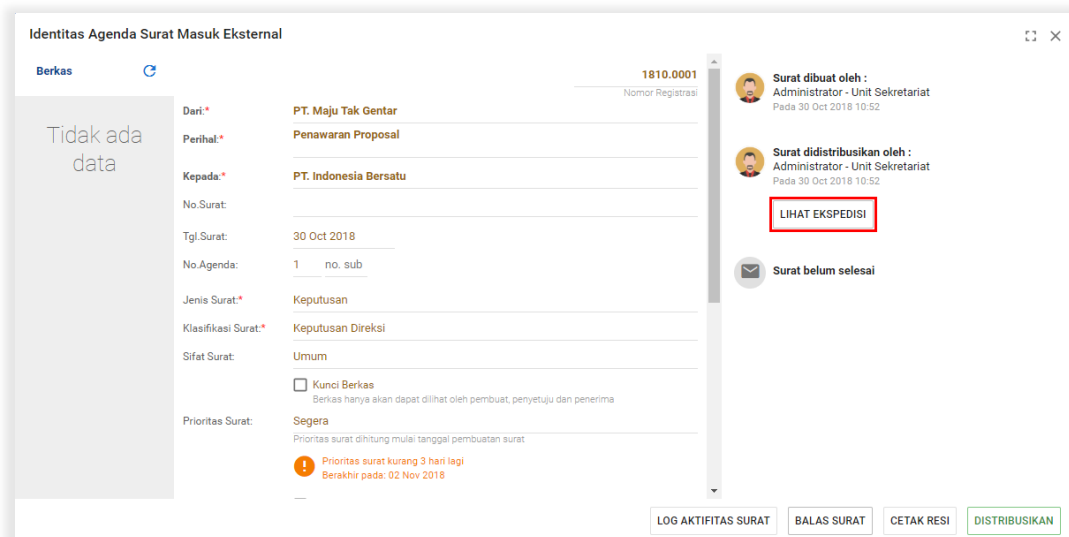 Identitas Agenda Surat Masuk Eksternal
Berkas
Tidak ada
data
1810.0001
Nomor Registrasi
Dari:* PT. Maju Tak Gentar
Perihal:* Penawaran Proposal
Kepada:* PT. Indonesia Bersatu
No.Surat:
Tgl.Surat: 30 Oct 2018
No.Agenda: 1 no. sub
Jenis Surat:* Keputusan
Klasifikasi Surat:* Keputusan Direksi
Sifat Surat: Umum
Kunci Berkas
Berkas hanya akan dapat dilihat oleh pembuat, penyetuju dan penerima
Prioritas Surat: Segera
Prioritas surat dihitung mulai tanggal pembuatan surat
Prioritas surat kurang 3 hari lagi
Berakhir pada: 02 Nov 2018
Surat dibuat oleh :
Administrator - Unit Sekretariat
Pada 30 Oct 2018 10:52
Surat didistribusikan oleh :
Administrator - Unit Sekretariat
Pada 30 Oct 2018 10:52
LIHAT EKSPEDISI
Surat belum selesai
LOG AKTIFITAS SURAT BALAS SURAT CETAK RESI DISTRIBUSIKAN